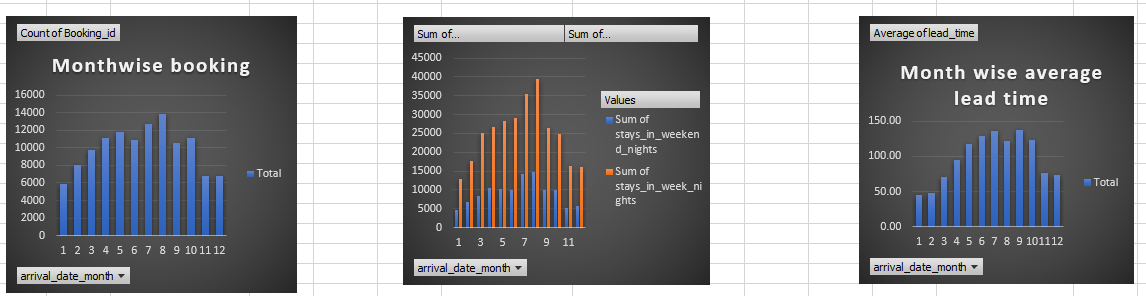 Count of Booking_id
Monthwise booking
16000
14000
12000
10000
8000
6000
4000
2000
0
1 2 3 4 5 6 7 8 9 10 11 12
Total
arrival_date_month
Sum of... Sum of...
45000
40000
35000
30000
25000
20000
15000
10000
5000
0
1 3 5 7 9 11
Values
Sum of
stays_in_weeken
d_nights
Sum of
stays_in_week_ni
ghts
arrival_date_month
Average of lead_time
Month wise average
lead time
150.00
100.00
50.00
0.00
1 2 3 4 5 6 7 8 9 10 11 12
Total
arrival_date_month